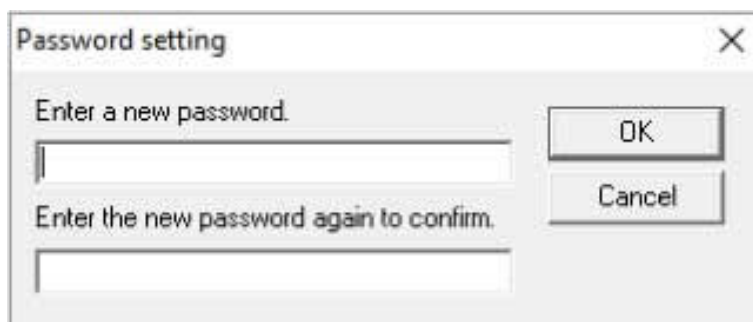 Password setting
Enter a new password.
OK
Cancel
Enter the new password again to confirm.